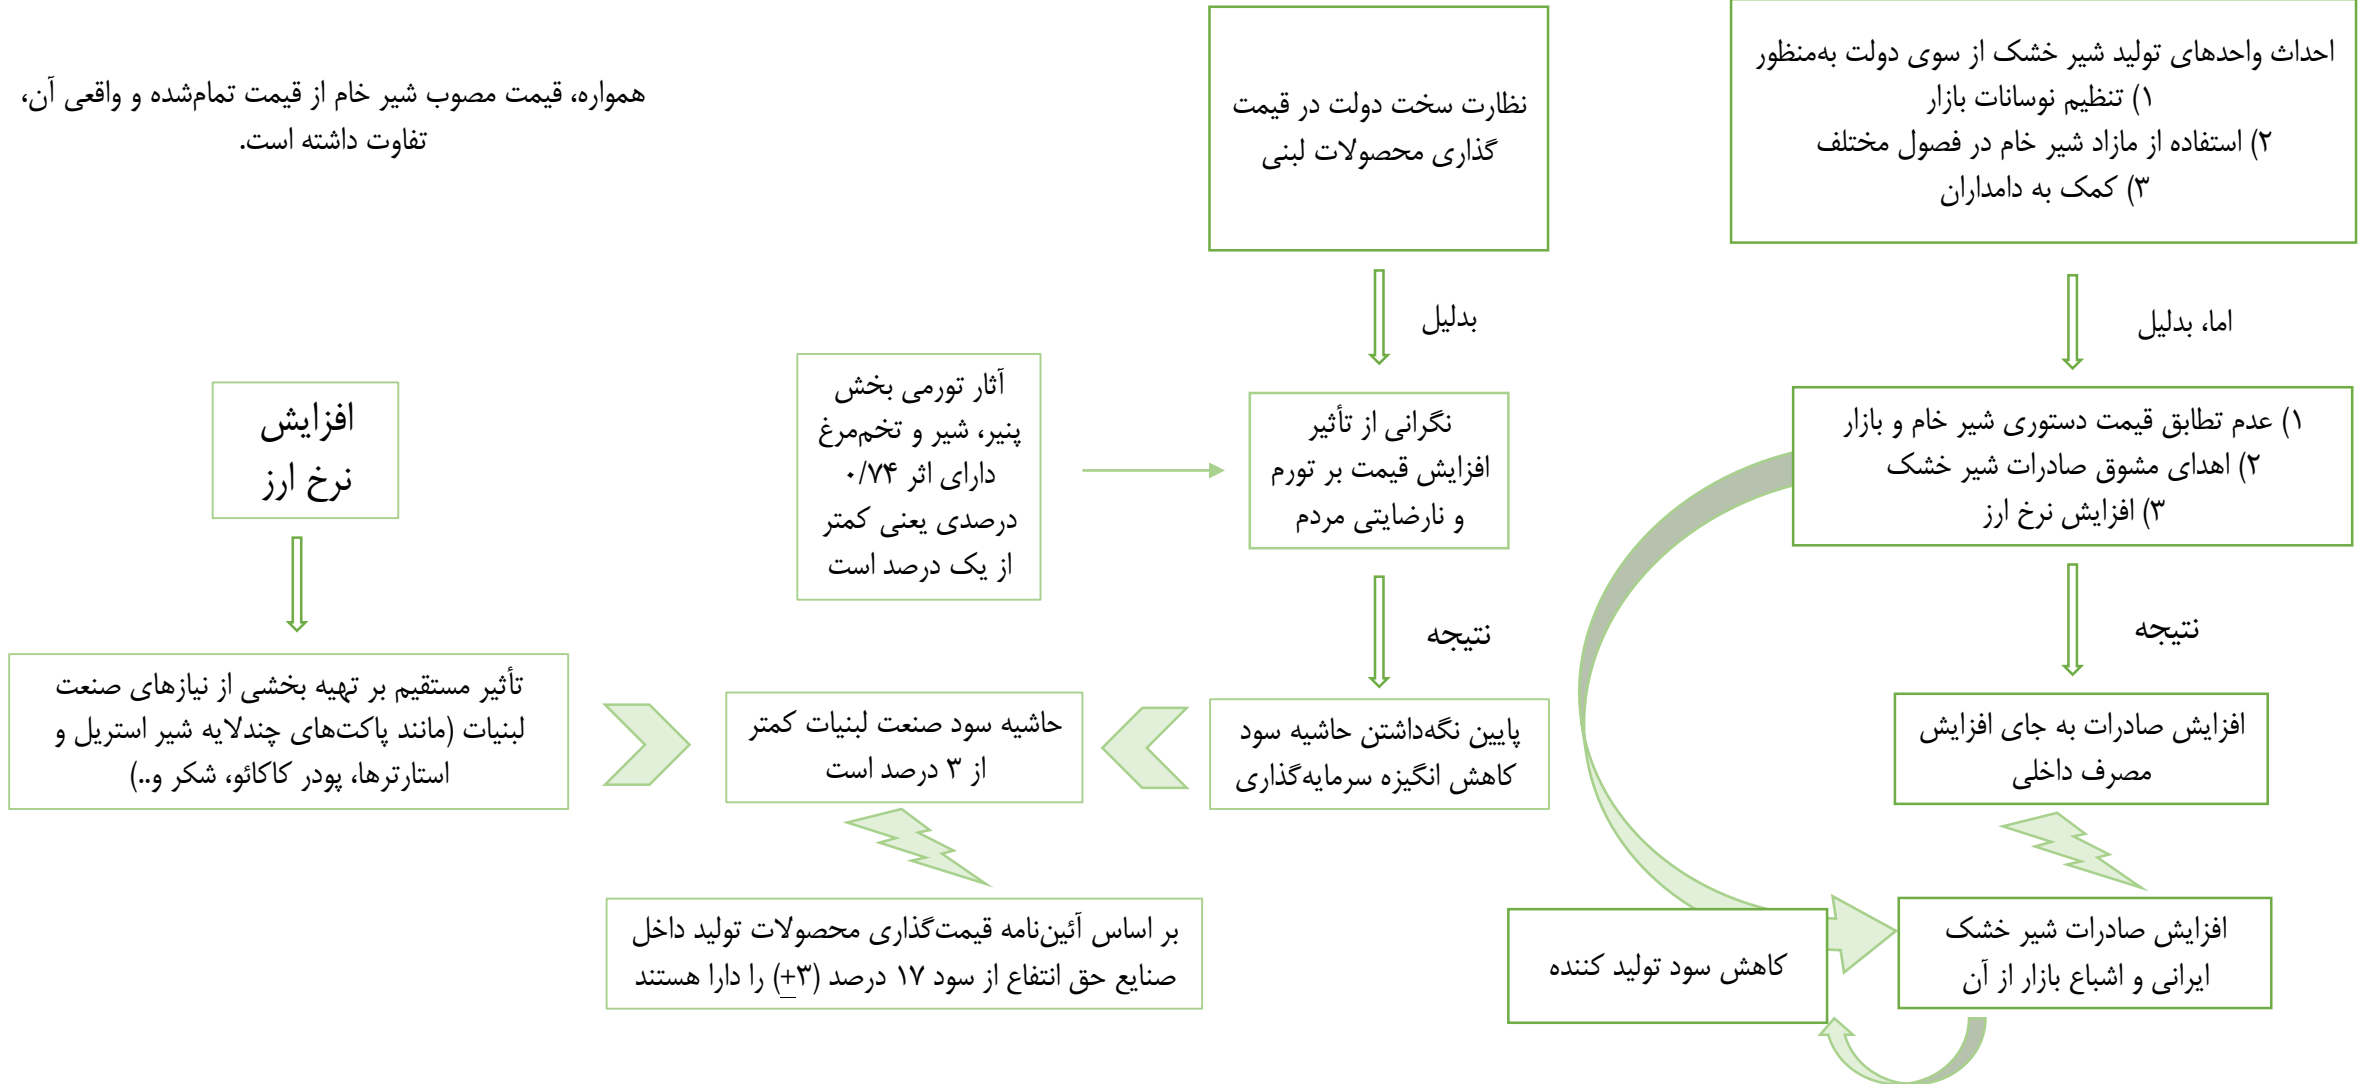 احداث واحدهای تولید شیر خشک از سوی دولت به‌منظور
۱) تنظیم نوسانات بازار
۲) استفاده از مازاد شیر خام در فصول مختلف
۳) کمک به دامداران
اما، بدلیل
۱) عدم تطابق قیمت دستوری شیر خام و بازار
۲) اهدای مشوق صادرات شیر خشک
۳) افزایش نرخ ارز
نتیجه
افزایش صادرات به جای افزایش
مصرف داخلی
افزایش صادرات شیر خشک
ایرانی و اشباع بازار از آن
کاهش سود تولید کننده
نظارت سخت دولت در قیمت
گذاری محصولات لبنی
بدلیل
نگرانی از تأثیر
افزایش قیمت بر تورم
و نارضایتی مردم
آثار تورمی بخش
پنیر، شیر و تخم‌مرغ
دارای اثر ۰/۷۴
درصدی یعنی کمتر
از یک درصد است
نتیجه
پایین نگه‌داشتن حاشیه سود
کاهش انگیزه سرمایه‌گذاری
حاشیه سود صنعت لبنیات کمتر
از ۳ درصد است
بر اساس آئین‌نامه قیمت‌گذاری محصولات تولید داخل
صنایع حق انتفاع از سود ۱۷ درصد (۳±) را دارا هستند
همواره، قیمت مصوب شیر خام از قیمت تمام‌شده و واقعی آن،
تفاوت داشته است.
افزایش
نرخ ارز
تأثیر مستقیم بر تهیه بخشی از نیازهای صنعت
لبنیات (مانند پاکت‌های چندلایه شیر استریل و
استارترها، پودر کاکائو، شکر و..)